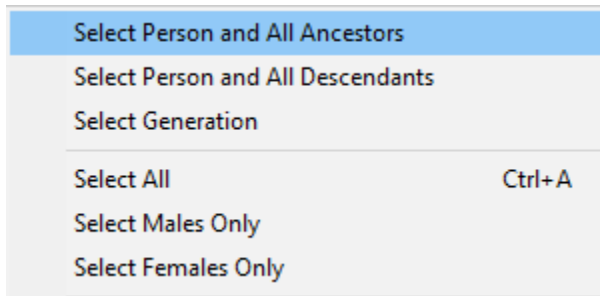 Select Person and All Ancestors
Select Person and All Descendants
Select Generation
Select All Ctrl+A
Select Males Only
Select Females Only